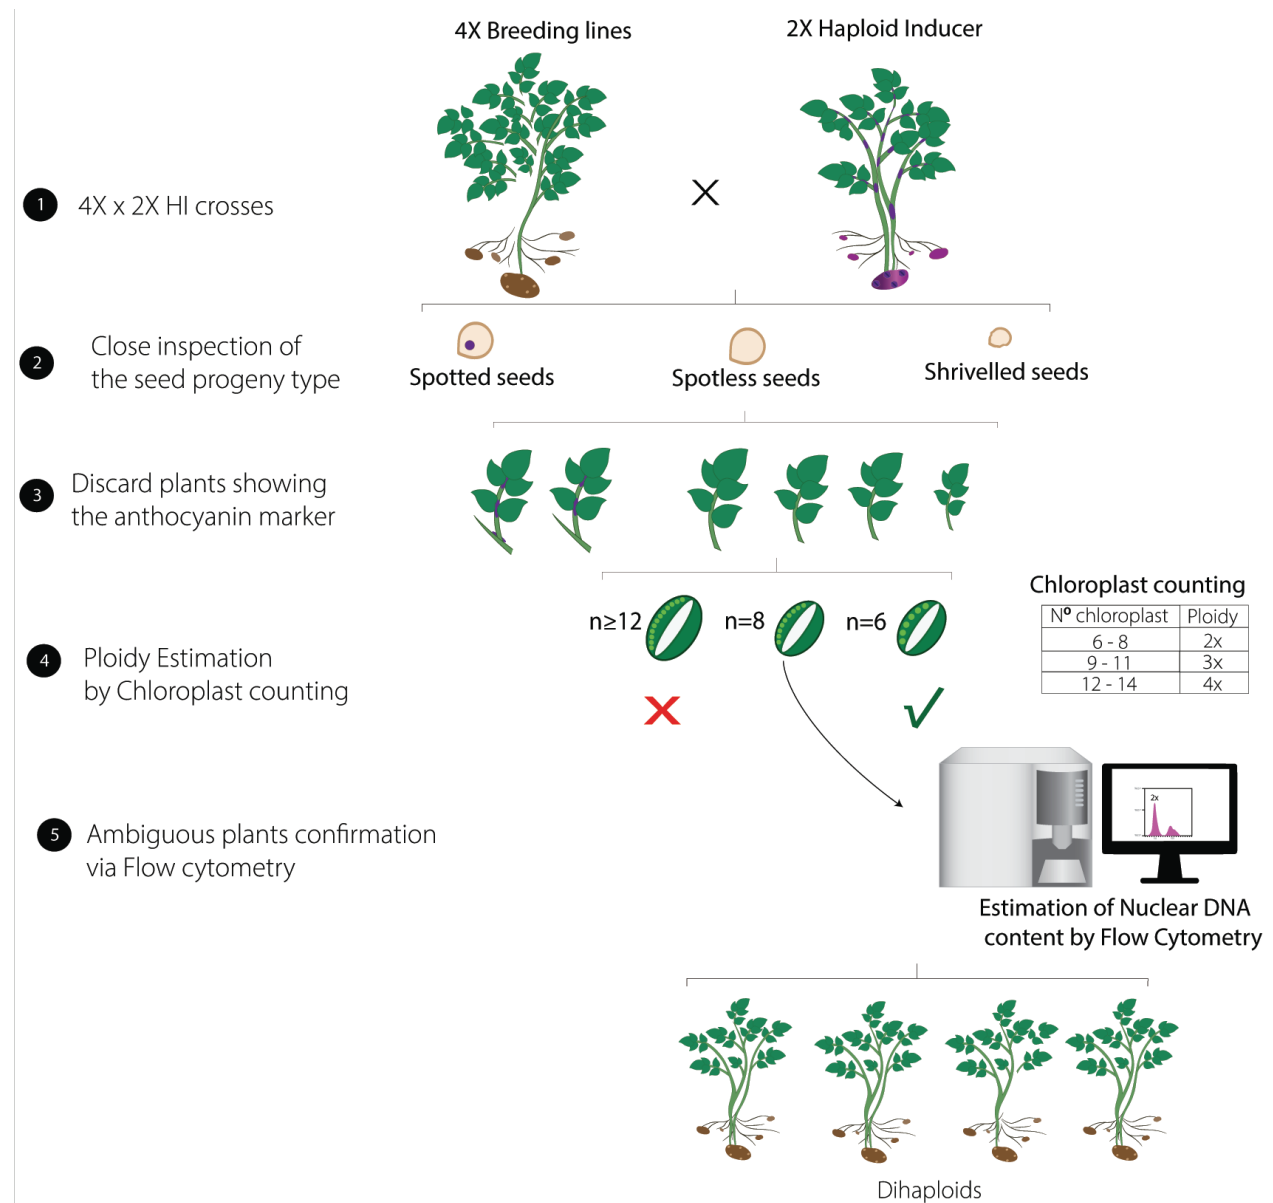 4X Breeding lines
2X Haploid Inducer
1
4X x 2X HI crosses
X
2
Close inspection of
the seed progeny type
Spotted seeds
Spotless seeds
Shrivelled seeds
3
Discard plants showing
the anthocyanin marker
4
Ploidy Estimation
by Chloroplast counting
n≥12
n=8
n=6
Chloroplast counting
Nº chloroplast Ploidy
6 - 8 2x
9 - 11 3x
12 - 14 4x
5
Ambiguous plants confirmation
via Flow cytometry
2x
Estimation of Nuclear DNA
content by Flow Cytometry
Dihaploids